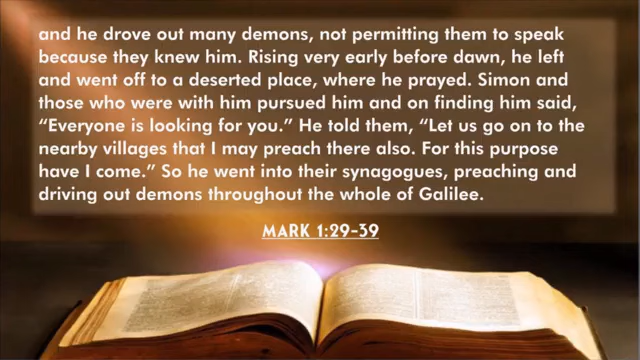 and he drove out many demons, not permitting them to speak
because they knew him. Rising very early before dawn, he left
and went off to a deserted place, where he prayed. Simon and
those who were with him pursued him and on finding him said,
“Everyone is looking for you.” He told them, “Let us go on to the
nearby villages that I may preach there also. For this purpose
have I come.” So he went into their synagogues, preaching and
driving out demons throughout the whole of Galilee.
MARK 1:29-39